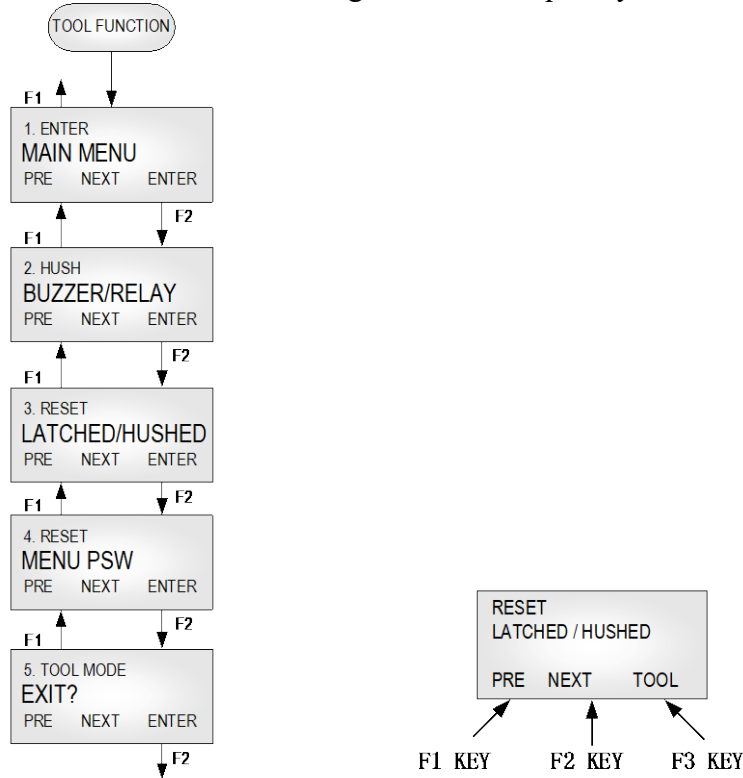 TOOL FUNCTION
F1
1. ENTER
MAIN MENU
PRE NEXT ENTER
F2
F1
2. HUSH
BUZZER/RELAY
PRE NEXT ENTER
F2
F1
3. RESET
LATCHED/HUSHED
PRE NEXT ENTER
F2
F1
4. RESET
MENU PSW
PRE NEXT ENTER
F2
F1
5. TOOL MODE
EXIT?
PRE NEXT ENTER
F2
RESET
LATCHED / HUSHED
PRE NEXT TOOL
F1 KEY F2 KEY F3 KEY